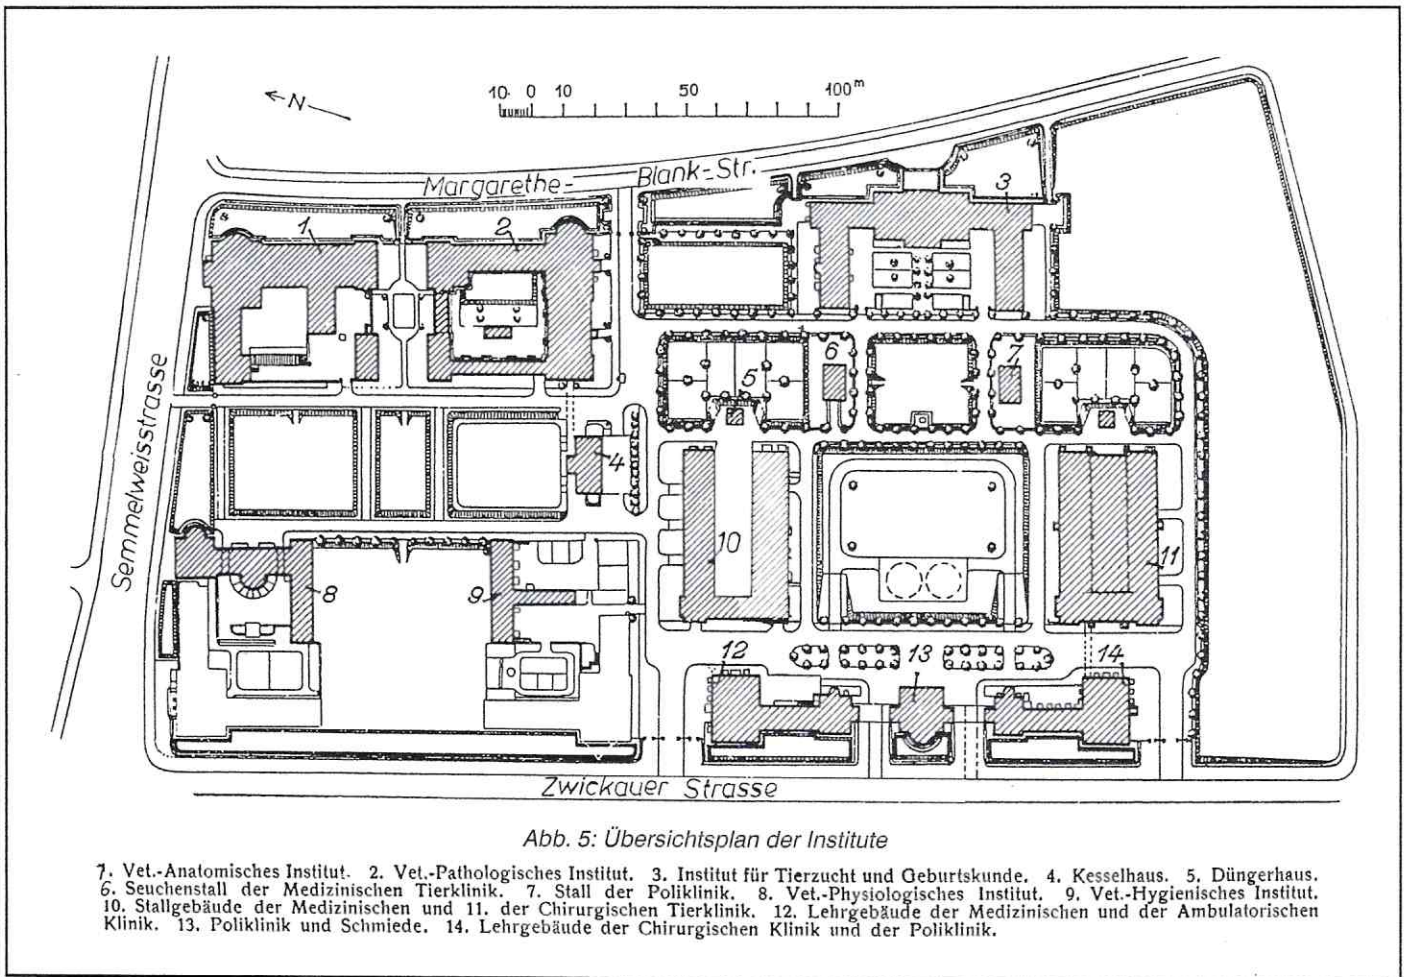 N
10 0 10 50 100 m
Margarethe-Blank-Str.
1
2
3
4
5
6
7
8
9
10
11
12
13
14
Semmelweisstrasse
Zwickauer Strasse
Abb. 5: Übersichtsplan der Institute
7. Vet.-Anatomisches Institut. 2. Vet.-Pathologisches Institut. 3. Institut für Tierzucht und Geburtskunde. 4. Kesselhaus. 5. Düngerhaus.
6. Seuchenstall der Medizinischen Tierklinik. 7. Stall der Poliklinik. 8. Vet.-Physiologisches Institut. 9. Vet.-Hygienisches Institut.
10. Stallgebäude der Medizinischen und 11. der Chirurgischen Tierklinik. 12. Lehrgebäude der Medizinischen und der Ambulatorischen
Klinik. 13. Poliklinik und Schmiede. 14. Lehrgebäude der Chirurgischen Klinik und der Poliklinik.